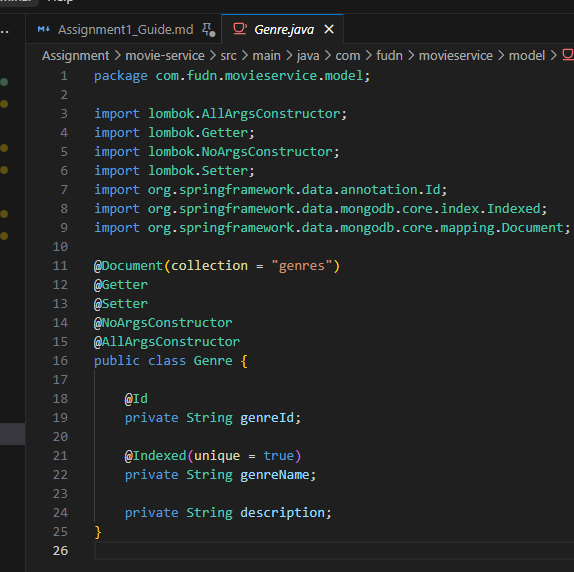 Help
Assignment1_Guide.md
Genre.java
Assignment > movie-service > src > main > java > com > fudn > movieservice > model >
1 package com.fudn.movieservice.model;
2
3 import lombok.AllArgsConstructor;
4 import lombok.Getter;
5 import lombok.NoArgsConstructor;
6 import lombok.Setter;
7 import org.springframework.data.annotation.Id;
8 import org.springframework.data.mongodb.core.index.Indexed;
9 import org.springframework.data.mongodb.core.mapping.Document;
10
11 @Document(collection = "genres")
12 @Getter
13 @Setter
14 @NoArgsConstructor
15 @AllArgsConstructor
16 public class Genre {
17
18     @Id
19     private String genreId;
20
21     @Indexed(unique = true)
22     private String genreName;
23
24     private String description;
25 }
26